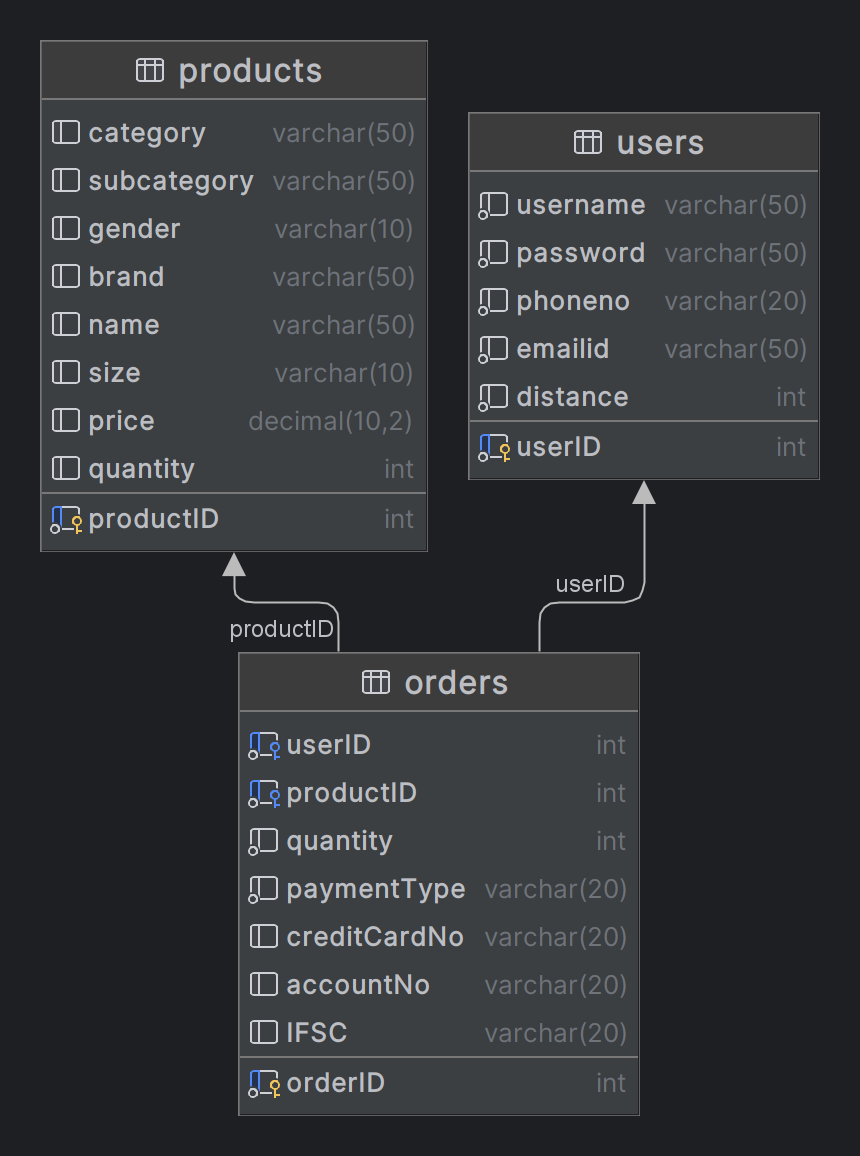 products
category varchar(50)
subcategory varchar(50)
gender varchar(10)
brand varchar(50)
name varchar(50)
size varchar(10)
price decimal(10,2)
quantity int
productID int
users
username varchar(50)
password varchar(50)
phoneno varchar(20)
emailid varchar(50)
distance int
userID int
productID
userID
orders
userID int
productID int
quantity int
paymentType varchar(20)
creditCardNo varchar(20)
accountNo varchar(20)
IFSC varchar(20)
orderID int